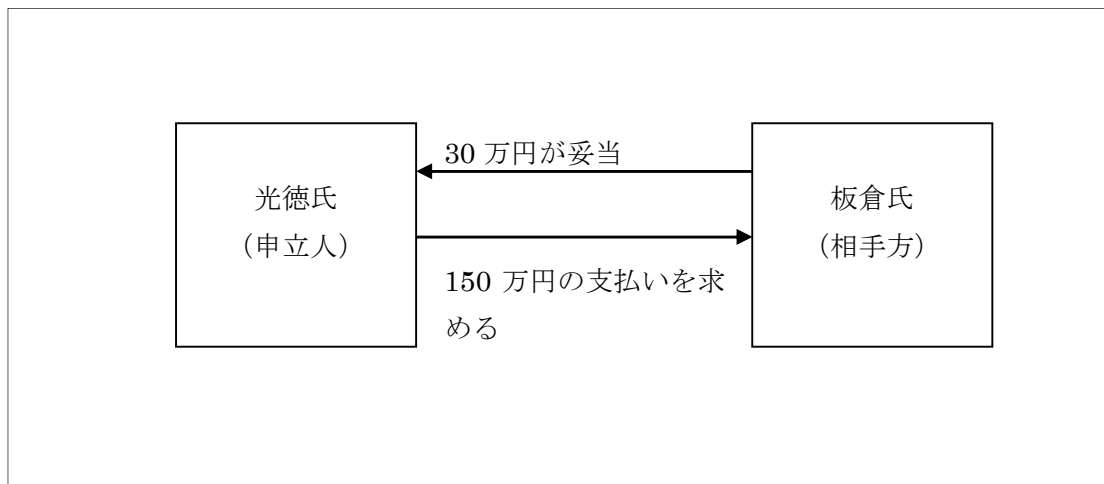 光徳氏
（申立人）
30 万円が妥当
150 万円の支払いを求
める
板倉氏
（相手方）